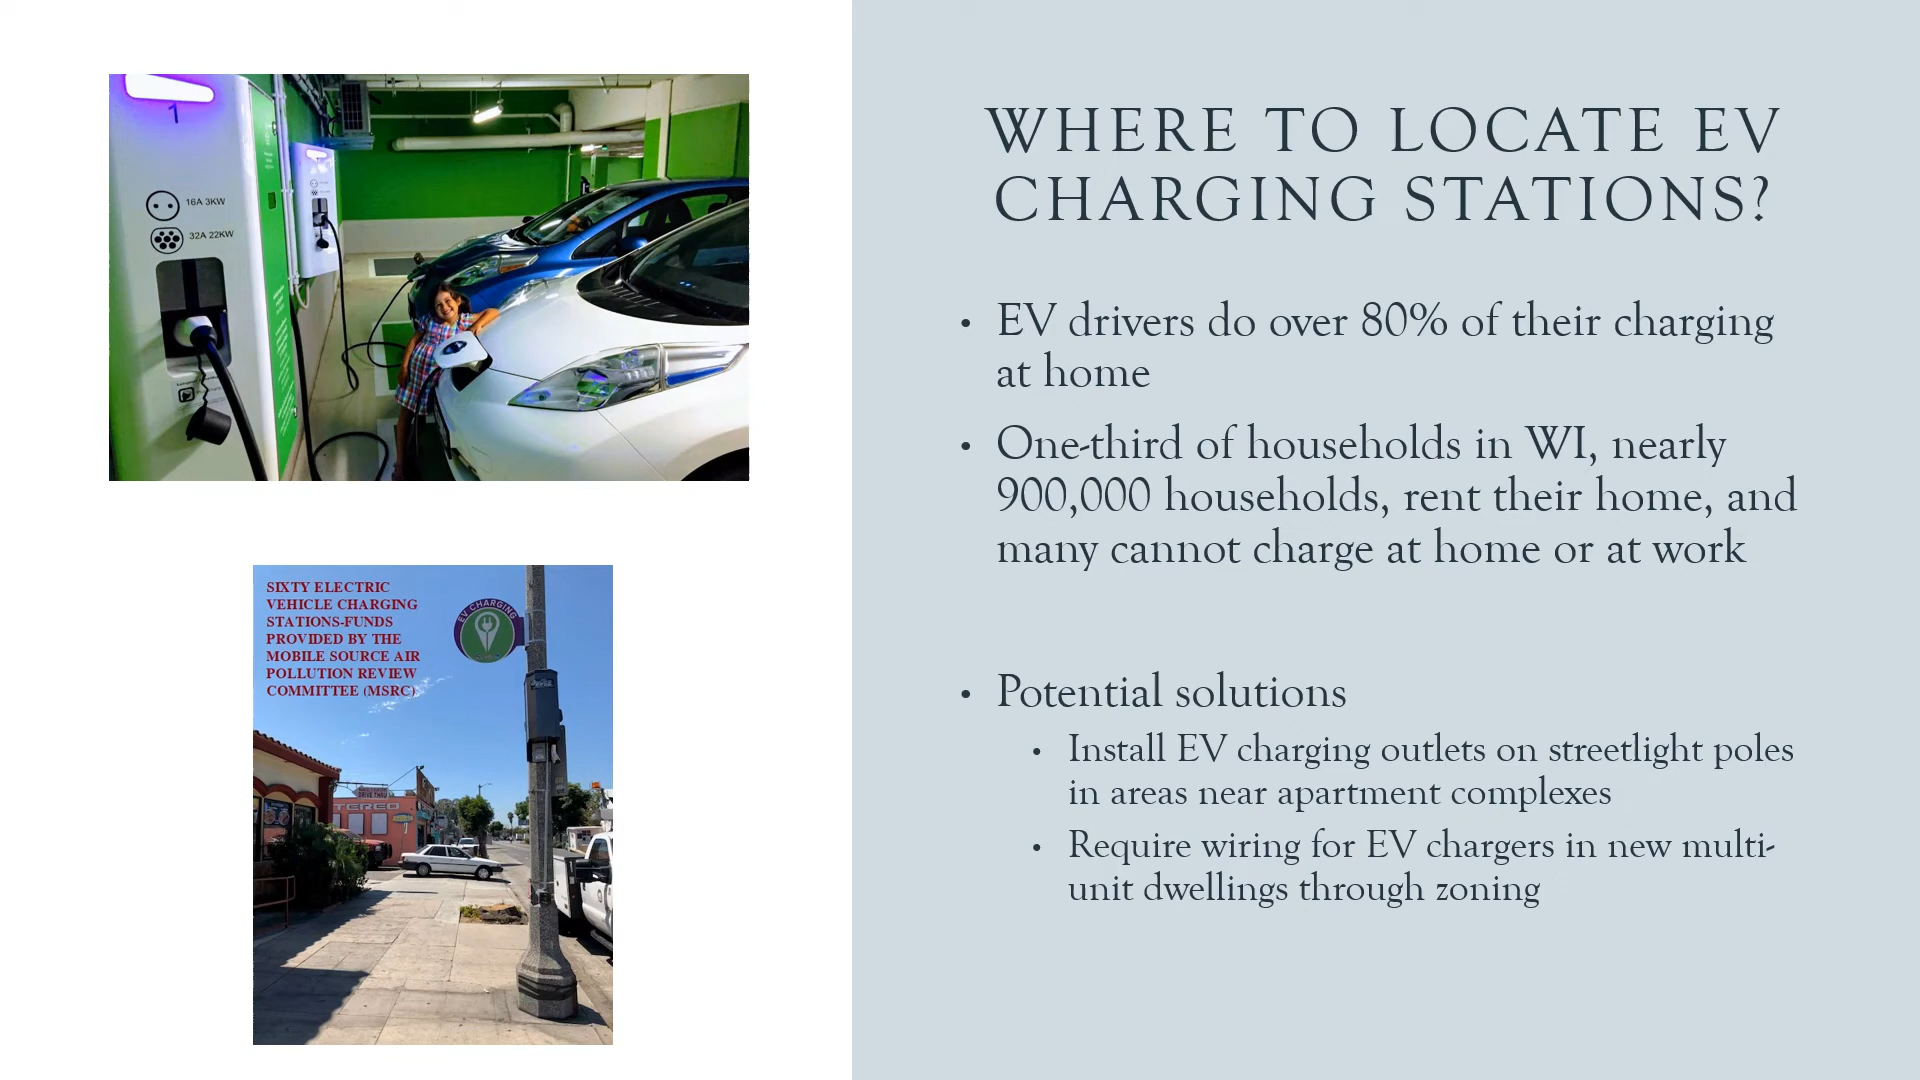 WHERE TO LOCATE EV
CHARGING STATIONS?
• EV drivers do over 80% of their charging
at home
• One-third of households in WI, nearly
900,000 households, rent their home, and
many cannot charge at home or at work
• Potential solutions
• Install EV charging outlets on streetlight poles
in areas near apartment complexes
• Require wiring for EV chargers in new multi-
unit dwellings through zoning
1
16A 3KW
32A 22KW
SIXTY ELECTRIC
VEHICLE CHARGING
STATIONS-FUNDS
PROVIDED BY THE
MOBILE SOURCE AIR
POLLUTION REVIEW
COMMITTEE (MSRC)
EV CHARGING
DRIVE THRU
TEREO